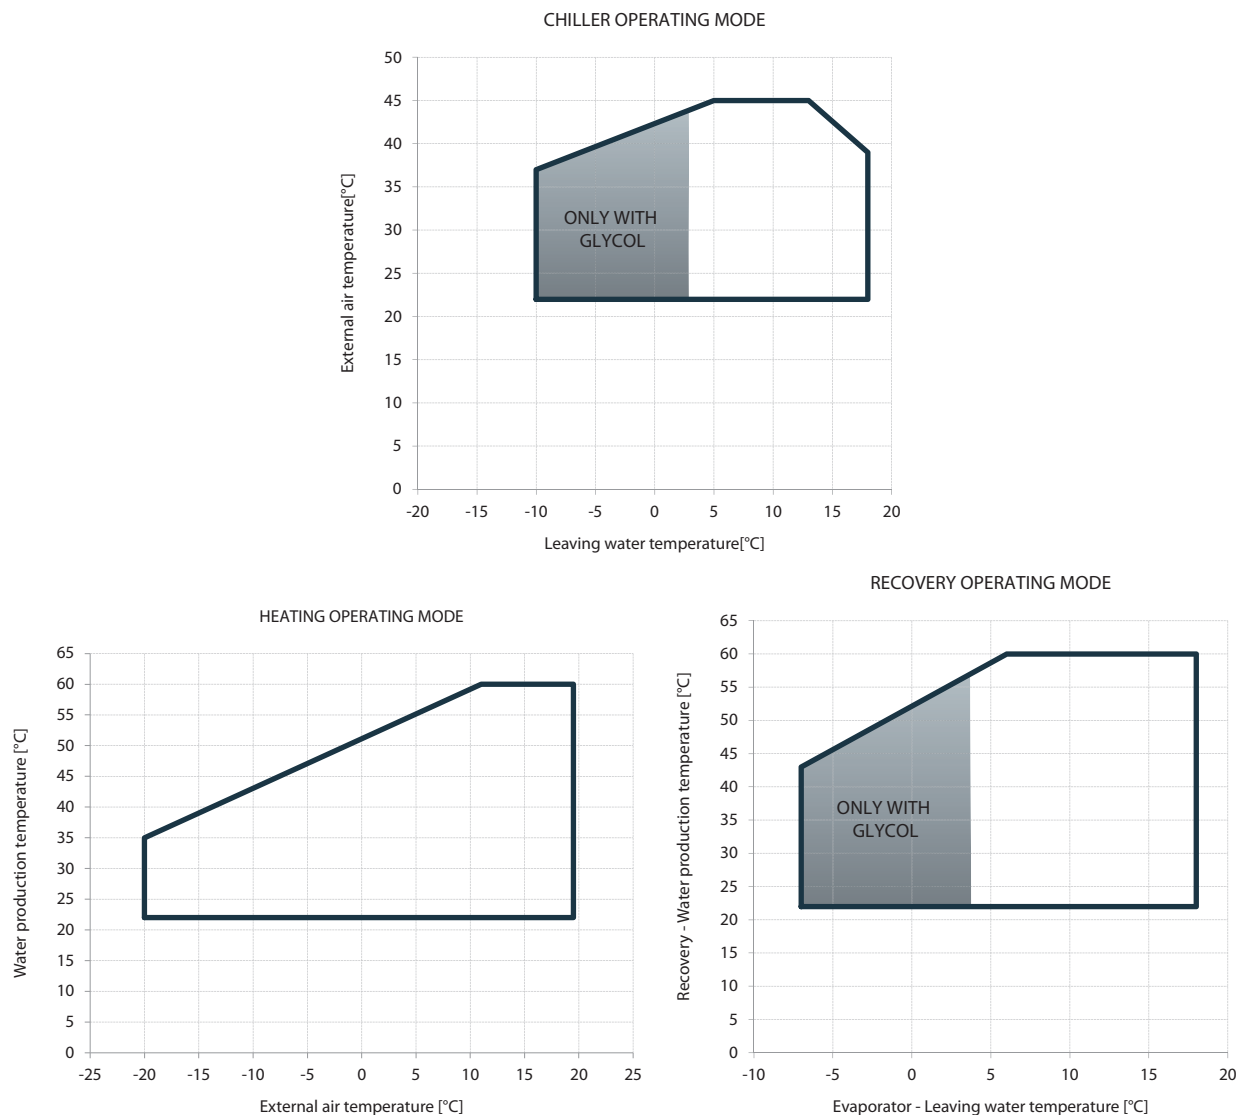 CHILLER OPERATING MODE
50
45
40
35
30
25
20
15
10
5
0
External air temperature[°C]
ONLY WITH
GLYCOL
-20 -15 -10 -5 0 5 10 15 20
Leaving water temperature[°C]
HEATING OPERATING MODE
65
60
55
50
45
40
35
30
25
20
15
10
5
0
Water production temperature [°C]
-25 -20 -15 -10 -5 0 5 10 15 20 25
External air temperature [°C]
RECOVERY OPERATING MODE
65
60
55
50
45
40
35
30
25
20
15
10
5
0
Recovery - Water production temperature [°C]
ONLY WITH
GLYCOL
-10 -5 0 5 10 15 20
Evaporator - Leaving water temperature [°C]